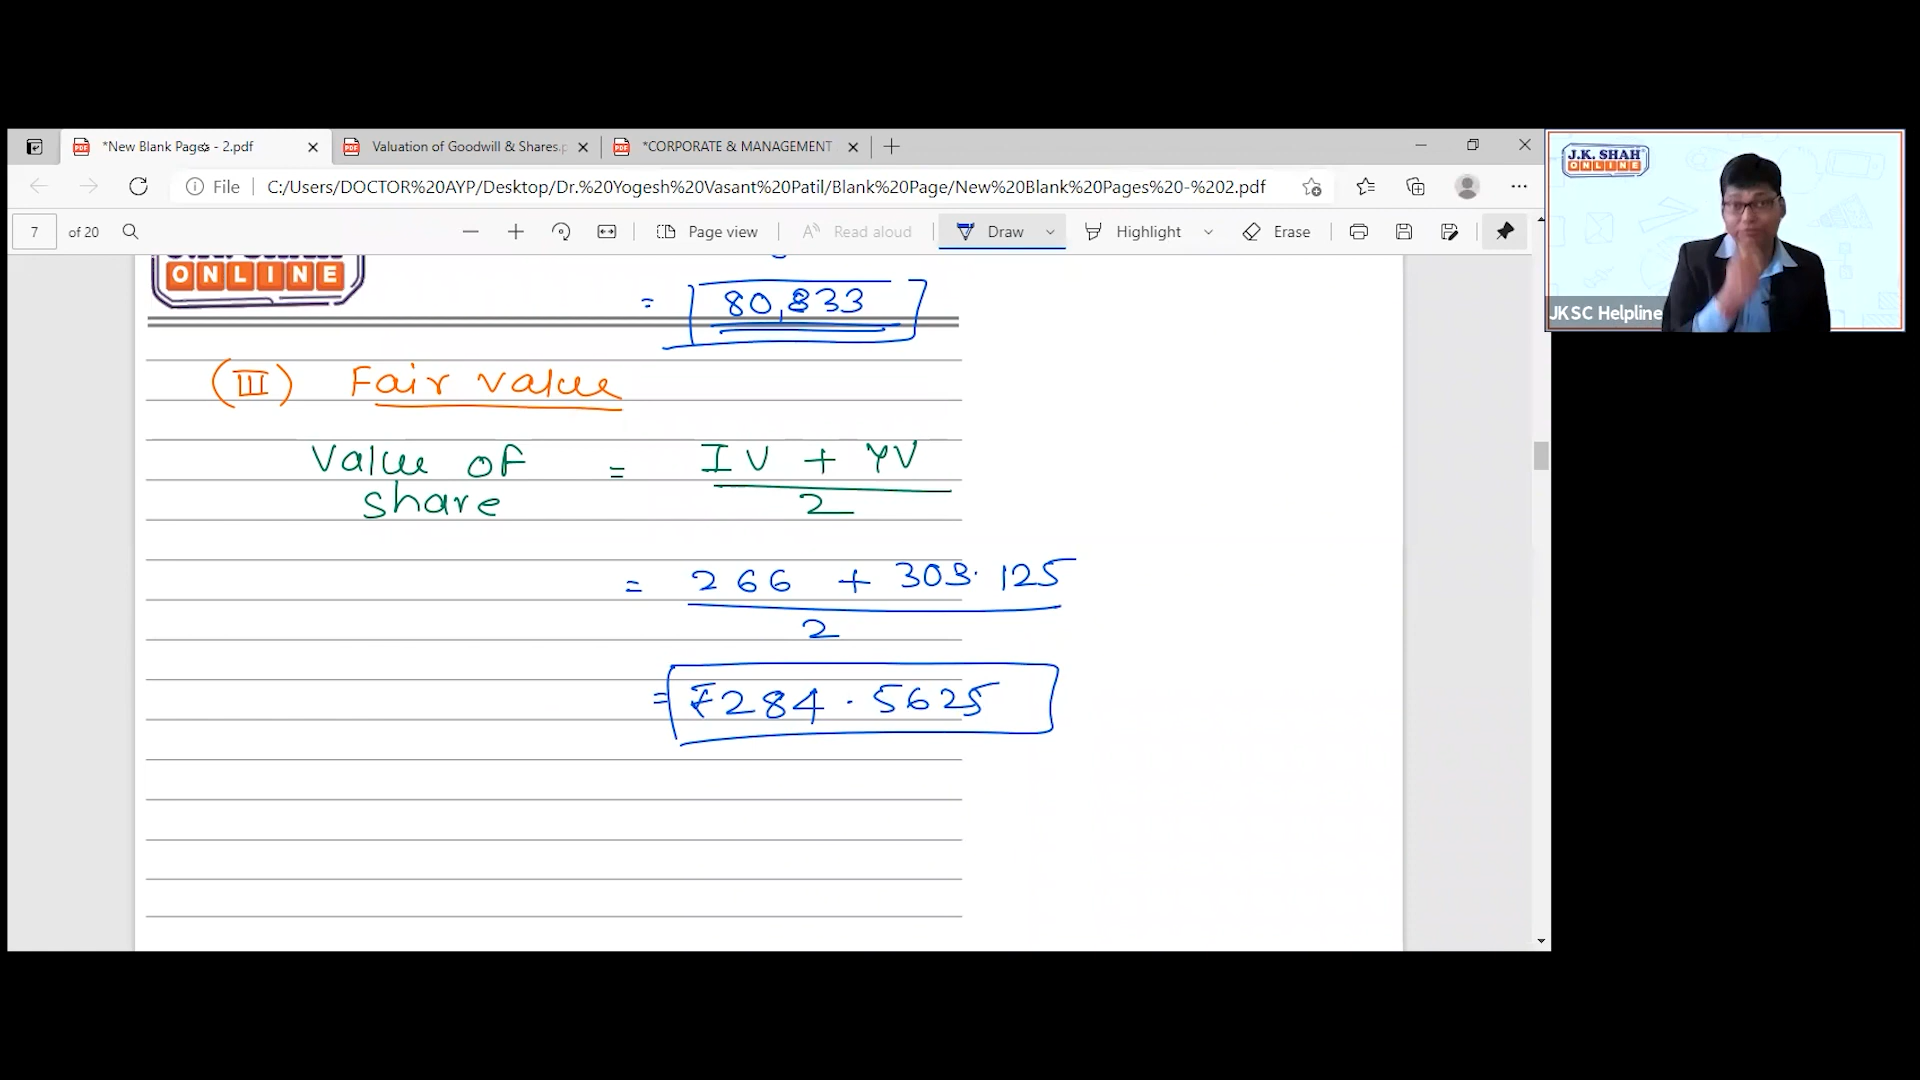 *New Blank Pages - 2.pdf
Valuation of Goodwill & Shares.p
*CORPORATE & MANAGEMENT
File C:/Users/DOCTOR%20AYP/Desktop/Dr.%20Yogesh%20Vasant%20Patil/Blank%20Page/New%20Blank%20Pages%20-%202.pdf
7 of 20 Page view Read aloud Draw Highlight Erase
J.K. SHAH
ONLINE
JKSC Helpline
ONLINE
= 80,833
(III) Fair value
Value of share = IV + YV
2
= 266 + 303.125
2
= ₹284.5625